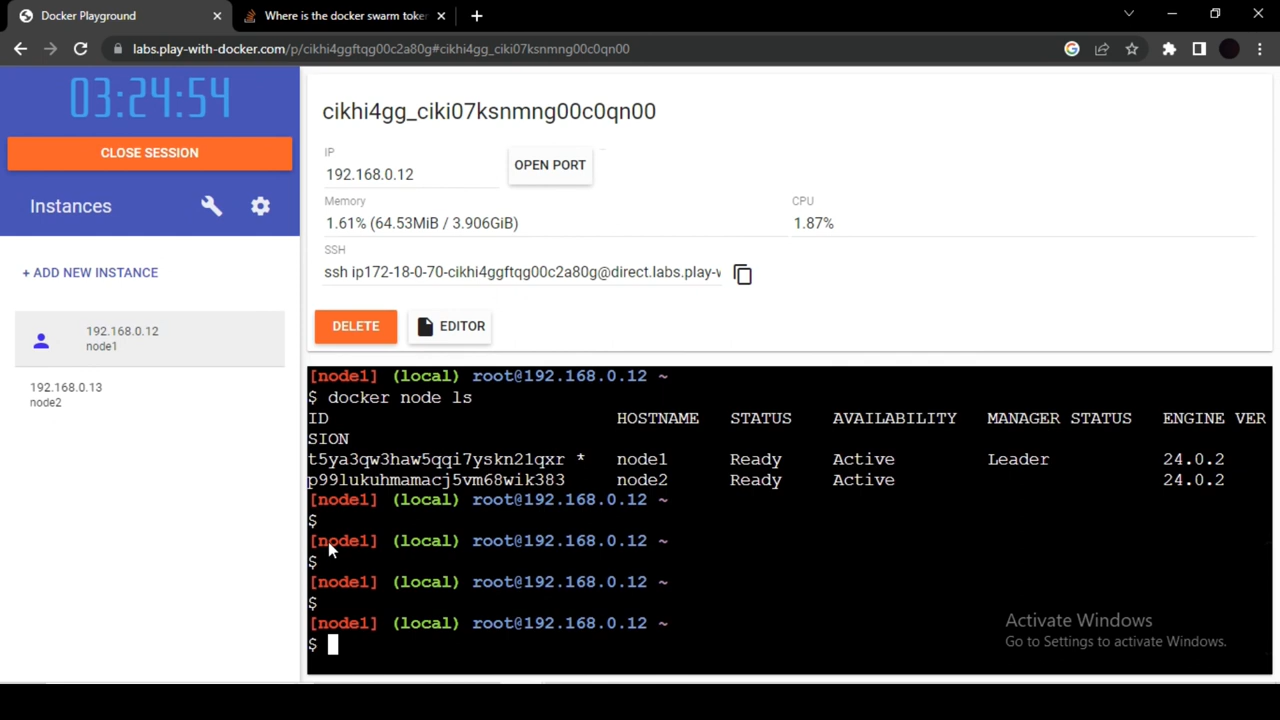 Docker Playground
Where is the docker swarm toke
labs.play-with-docker.com/p/cikhi4ggftqg00c2a80g#cikhi4gg_ciki07ksnmng00c0qn00
03:24:54
CLOSE SESSION
Instances
+ ADD NEW INSTANCE
192.168.0.12
node1
192.168.0.13
node2
cikhi4gg_ciki07ksnmng00c0qn00
IP
192.168.0.12
OPEN PORT
Memory
1.61% (64.53MiB / 3.906GiB)
CPU
1.87%
SSH
ssh ip172-18-0-70-cikhi4ggftqg00c2a80g@direct.labs.play-v
DELETE
EDITOR
[node1] (local) root@192.168.0.12 ~
$ docker node ls
ID HOSTNAME STATUS AVAILABILITY MANAGER STATUS ENGINE VER
SION
t5ya3qw3haw5qqi7yskn21qxr * node1 Ready Active Leader 24.0.2
p99lukuhmamacj5vm68wik383 node2 Ready Active 24.0.2
[node1] (local) root@192.168.0.12 ~
$
[node1] (local) root@192.168.0.12 ~
$
[node1] (local) root@192.168.0.12 ~
$
[node1] (local) root@192.168.0.12 ~
$
Activate Windows
Go to Settings to activate Windows.